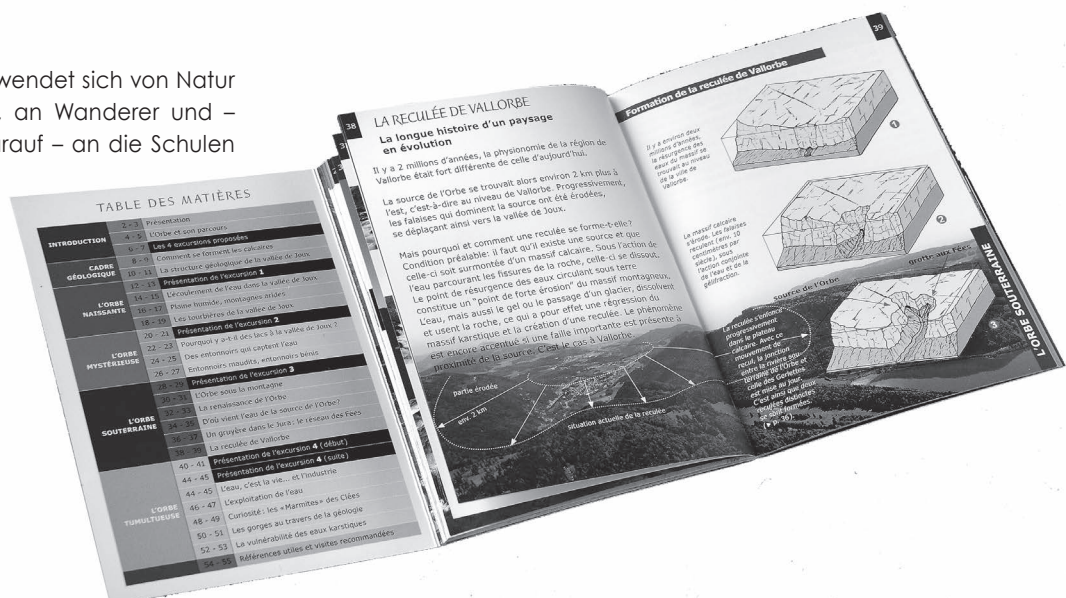 wendet sich von Natur
an Wanderer und –
rauf – an die Schulen
TABLE DES MATIÈRES
INTRODUCTION
2 - 3 Présentation
4 - 5 L'Orbe et son parcours
6 - 7 Les 4 excursions proposées
CADRE
GÉOLOGIQUE
8 - 9 Comment se forment les calcaires
10 - 11 La structure géologique de la vallée de Joux
12 - 13 Présentation de l'excursion 1
L'ORBE
NAISSANTE
14 - 15 L'écoulement de l'eau dans la vallée de Joux
16 - 17 Plaine humide, montagnes arides
18 - 19 Les tourbières de la vallée de Joux
20 - 21 Présentation de l'excursion 2
L'ORBE
MYSTÉRIEUSE
22 - 23 Pourquoi y a-t-il des lacs à la vallée de Joux ?
24 - 25 Des entonnoirs qui captent l'eau
26 - 27 Entonnoirs maudits, entonnoirs bénis
28 - 29 Présentation de l'excursion 3
L'ORBE
SOUTERRAINE
30 - 31 L'Orbe sous la montagne
32 - 33 La renaissance de l'Orbe
34 - 35 D'où vient l'eau de la source de l'Orbe?
36 - 37 Un gruyère dans le Jura: le réseau des Fées
38 - 39 La reculée de Vallorbe
40 - 41 Présentation de l'excursion 4 (début)
44 - 45 Présentation de l'excursion 4 (suite)
L'ORBE
TUMULTUEUSE
44 - 45 L'eau, c'est la vie... et l'industrie
46 - 47 L'exploitation de l'eau
48 - 49 Curiosité : les «Marmites» des Clées
50 - 51 Les gorges au travers de la géologie
52 - 53 La vulnérabilité des eaux karstiques
54 - 55 Références utiles et visites recommandées
38
LA RECULÉE DE VALLORBE
La longue histoire d'un paysage
en évolution
Il y a 2 millions d'années, la physionomie de la région de
Vallorbe était fort différente de celle d'aujourd'hui.
La source de l'Orbe se trouvait alors environ 2 km plus à
l'est, c'est-à-dire au niveau de Vallorbe. Progressivement,
les falaises qui dominent la source ont été érodées,
se déplaçant ainsi vers la vallée de Joux.
Mais pourquoi et comment une reculée se forme-t-elle?
Condition préalable: il faut qu'il existe une source et que
celle-ci soit surmontée d'un massif calcaire. Sous l'action de
l'eau parcourant les fissures de la roche, celle-ci se dissout.
Le point de résurgence des eaux circulant sous terre
constitue un "point de forte érosion" du massif montagneux.
L'eau, mais aussi le gel ou le passage d'un glacier, dissolvent
et usent la roche, ce qui a pour effet une régression du
massif karstique et la création d'une reculée. Le phénomène
est encore accentué si une faille importante est présente à
proximité de la source. C'est le cas à Vallorbe.
partie érodée
env. 2 km
situation actuelle de la reculée
39
Formation de la reculée de Vallorbe
Il y a environ deux
millions d'années,
la résurgence des
eaux du massif se
trouvait au niveau
de la ville de
Vallorbe.
1
Le massif calcaire
s'érode. Les falaises
reculent (env. 10
centimètres par
siècle), sous
l'action conjointe
de l'eau et de la
gélifraction.
2
source de l'Orbe
grotte aux Fées
La reculée s'enfonce
progressivement
dans le plateau
calcaire. Avec ce
mouvement de
recul, la jonction
entre la rivière sou-
terraine de l'Orbe et
celle des Gerlettes
est mise au jour.
C'est ainsi que deux
reculées distinctes
se sont formées.
(▸ p. 36).
3
L'ORBE SOUTERRAINE